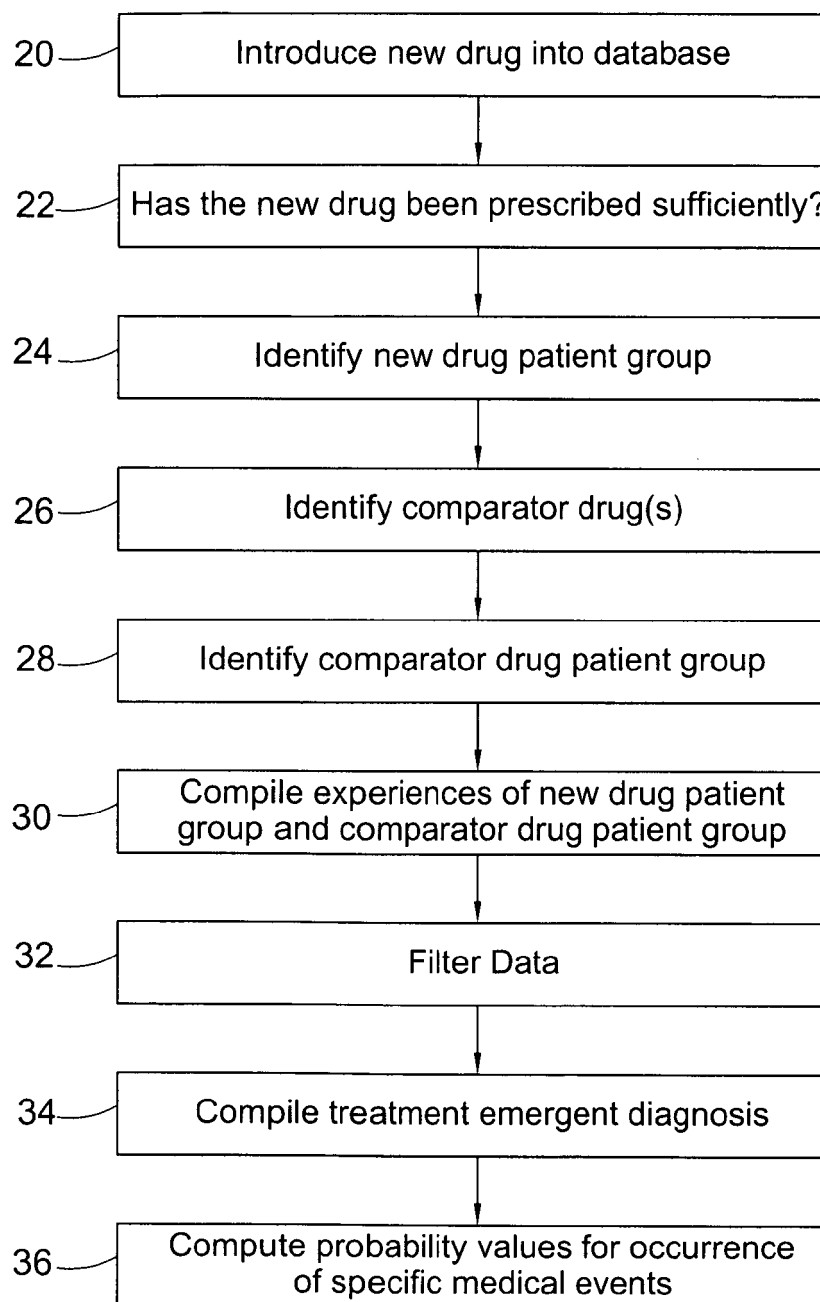 20 Introduce new drug into database
22 Has the new drug been prescribed sufficiently?
24 Identify new drug patient group
26 Identify comparator drug(s)
28 Identify comparator drug patient group
30 Compile experiences of new drug patient
group and comparator drug patient group
32 Filter Data
34 Compile treatment emergent diagnosis
36 Compute probability values for occurrence
of specific medical events